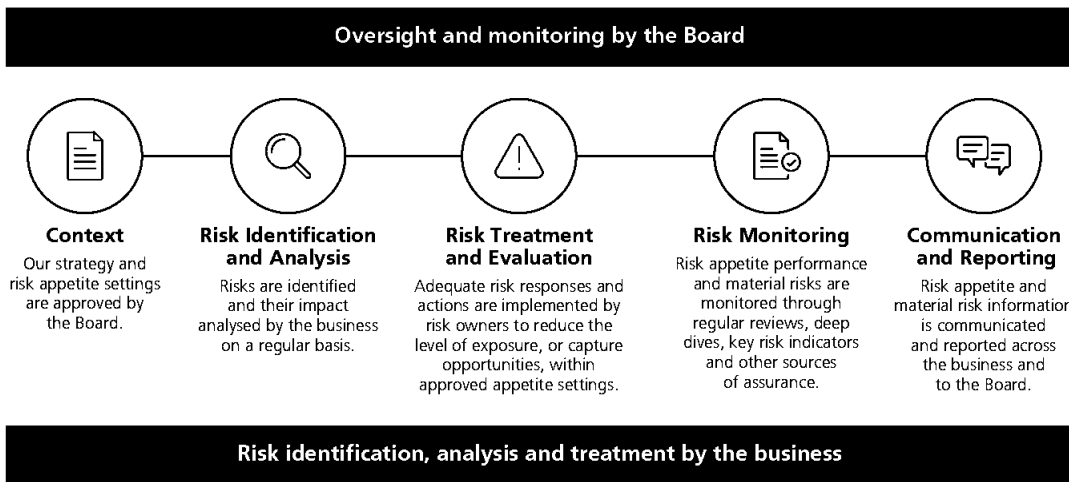 Oversight and monitoring by the Board
Context
Our strategy and
risk appetite settings
are approved by
the Board.
Risk Identification
and Analysis
Risks are identified
and their impact
analysed by the business
on a regular basis.
Risk Treatment
and Evaluation
Adequate risk responses and
actions are implemented by
risk owners to reduce the
level of exposure, or capture
opportunities, within
approved appetite settings.
Risk Monitoring
Risk appetite performance
and material risks are
monitored through
regular reviews, deep
dives, key risk indicators
and other sources
of assurance.
Communication
and Reporting
Risk appetite and
material risk information
is communicated
and reported across
the business and
to the Board.
Risk identification, analysis and treatment by the business